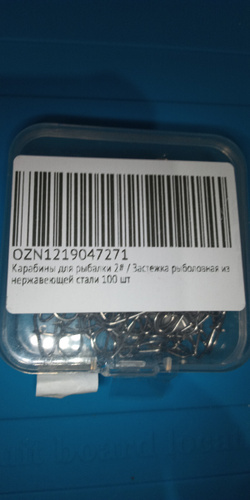 OZN1219047271
Карабины для рыбалки 2# / Застежка рыболовная из
нержавеющей стали 100 шт